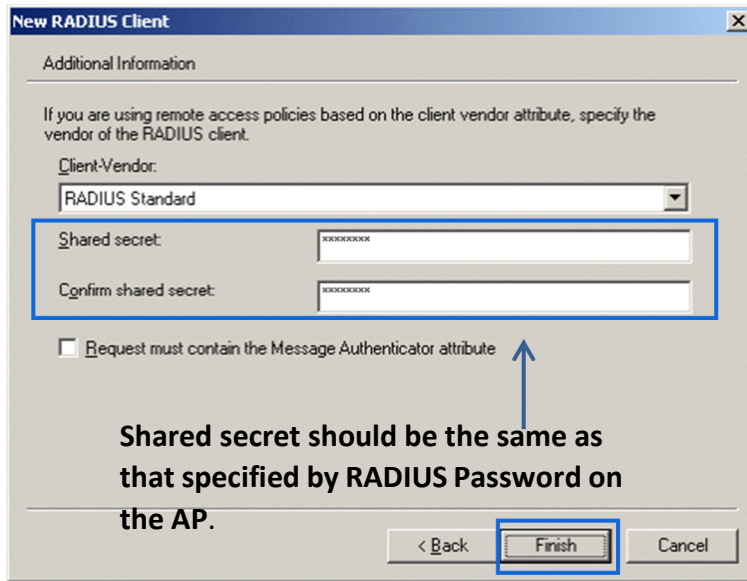 New RADIUS Client
Additional Information
If you are using remote access policies based on the client vendor attribute, specify the
vendor of the RADIUS client.
Client-Vendor:
RADIUS Standard
Shared secret: xxxxxxxx
Confirm shared secret: xxxxxxxx
Request must contain the Message Authenticator attribute
Shared secret should be the same as
that specified by RADIUS Password on
the AP.
< Back Finish Cancel